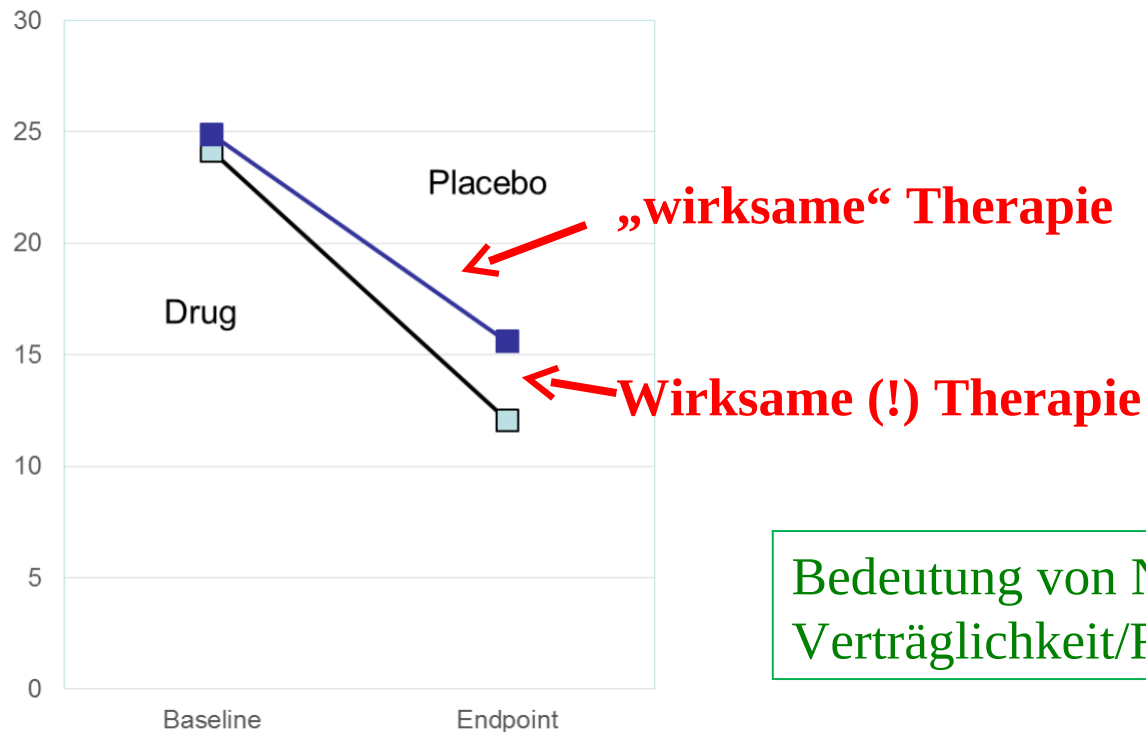 30
25
20
15
10
5
0
Placebo
Drug
„wirksame“ Therapie
Wirksame (!) Therapie
Bedeutung von
Verträglichkeit/
Baseline
Endpoint